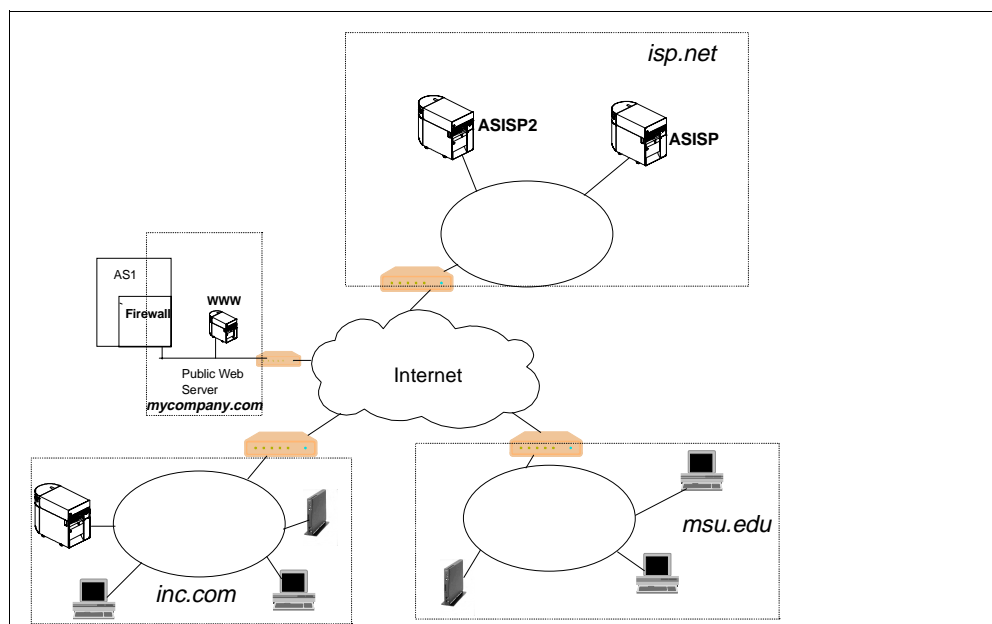 isp.net
ASISP2
ASISP
AS1
Firewall
WWW
Public Web
Server
mycompany.com
Internet
inc.com
msu.edu